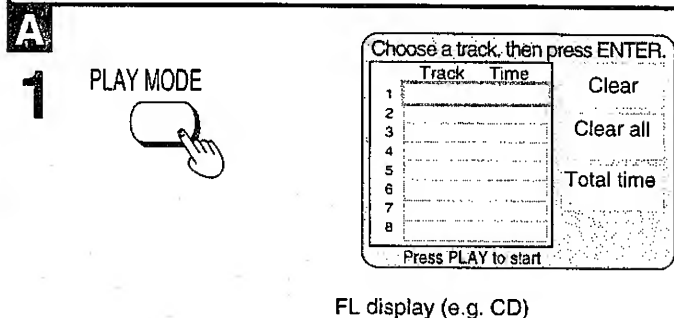 A
1 PLAY MODE
Choose a track, then press ENTER.
Track Time
1
2
3
4
5
6
7
8
Clear
Clear all
Total time
Press PLAY to start
FL display (e.g. CD)